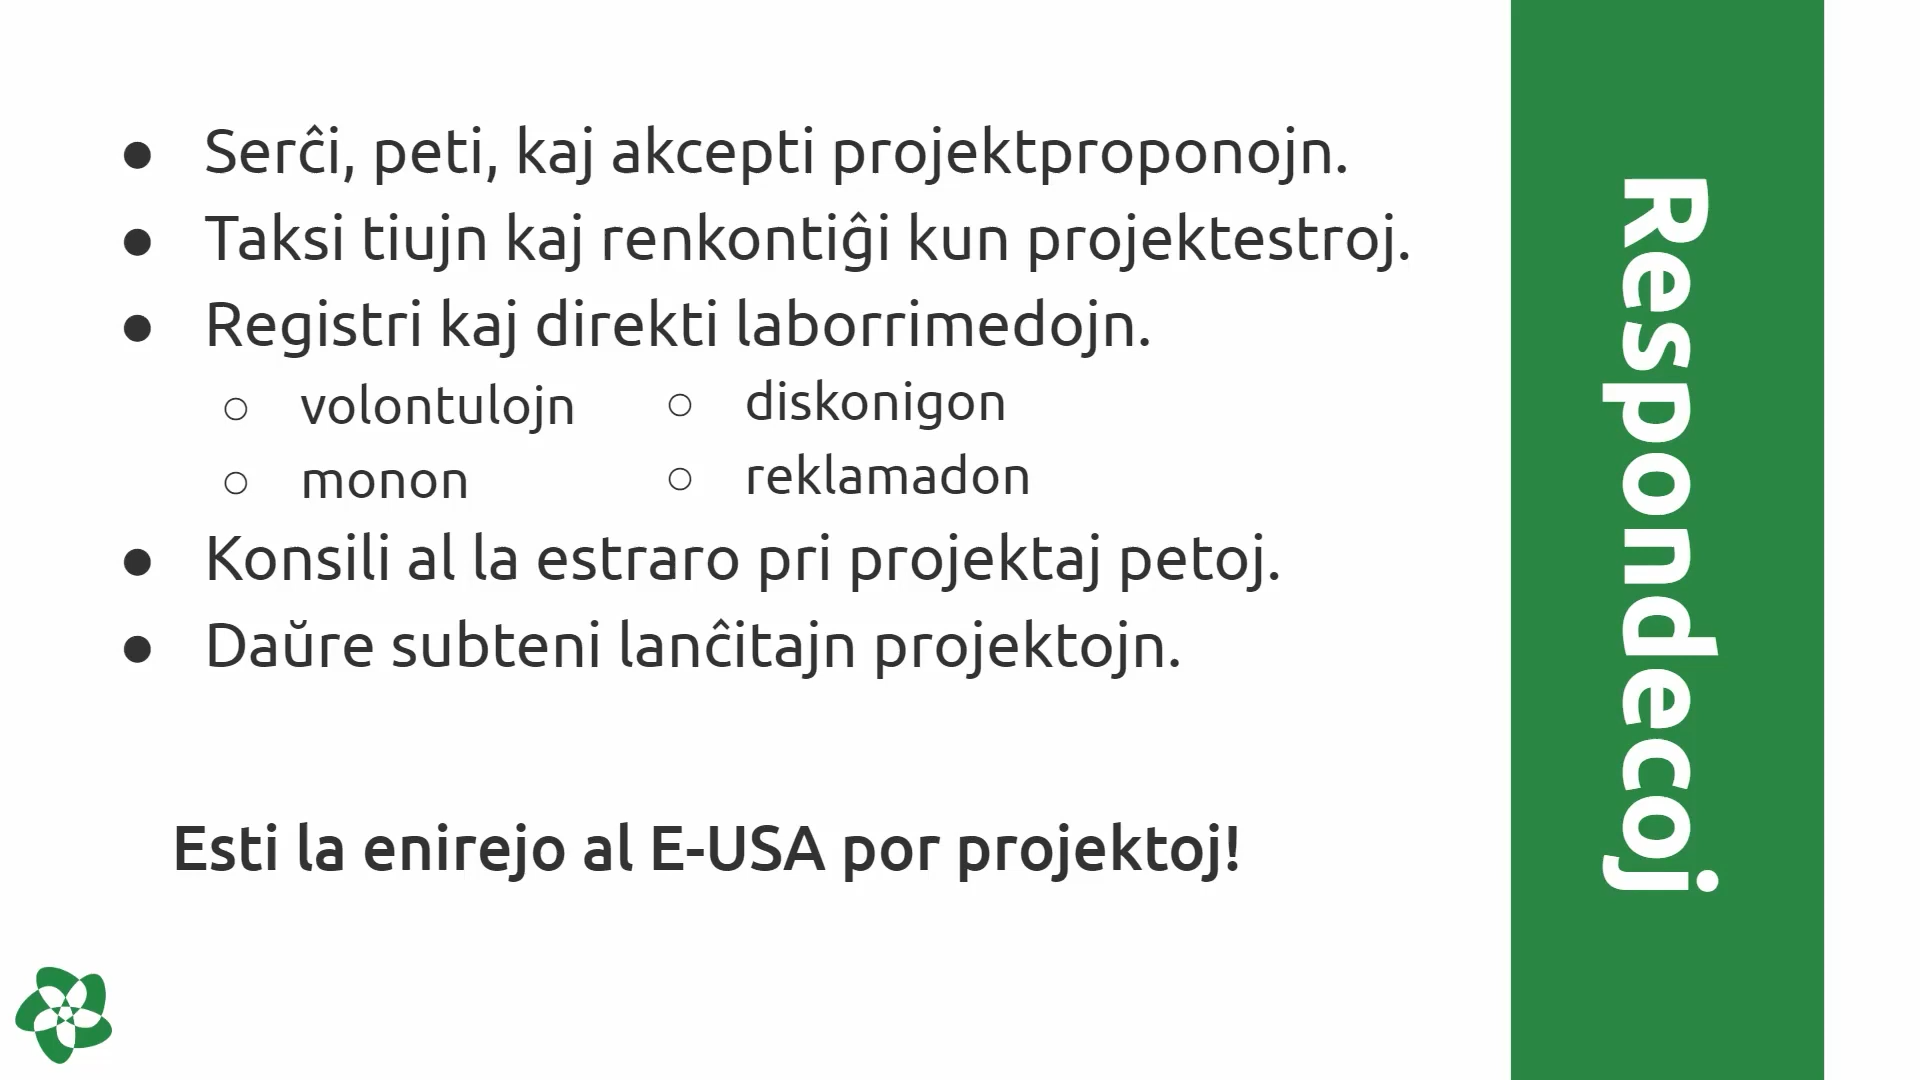 ● Serĉi, peti, kaj akcepti projektproponojn.
● Taksi tiujn kaj renkontiĝi kun projektestroj.
● Registri kaj direkti laborrimedojn.
○ volontulojn
○ monon
○ diskonigon
○ reklamadon
● Konsili al la estraro pri projektaj petoj.
● Daŭre subteni lanĉitajn projektojn.
Esti la enirejo al E-USA por projektoj!
Respondecoj